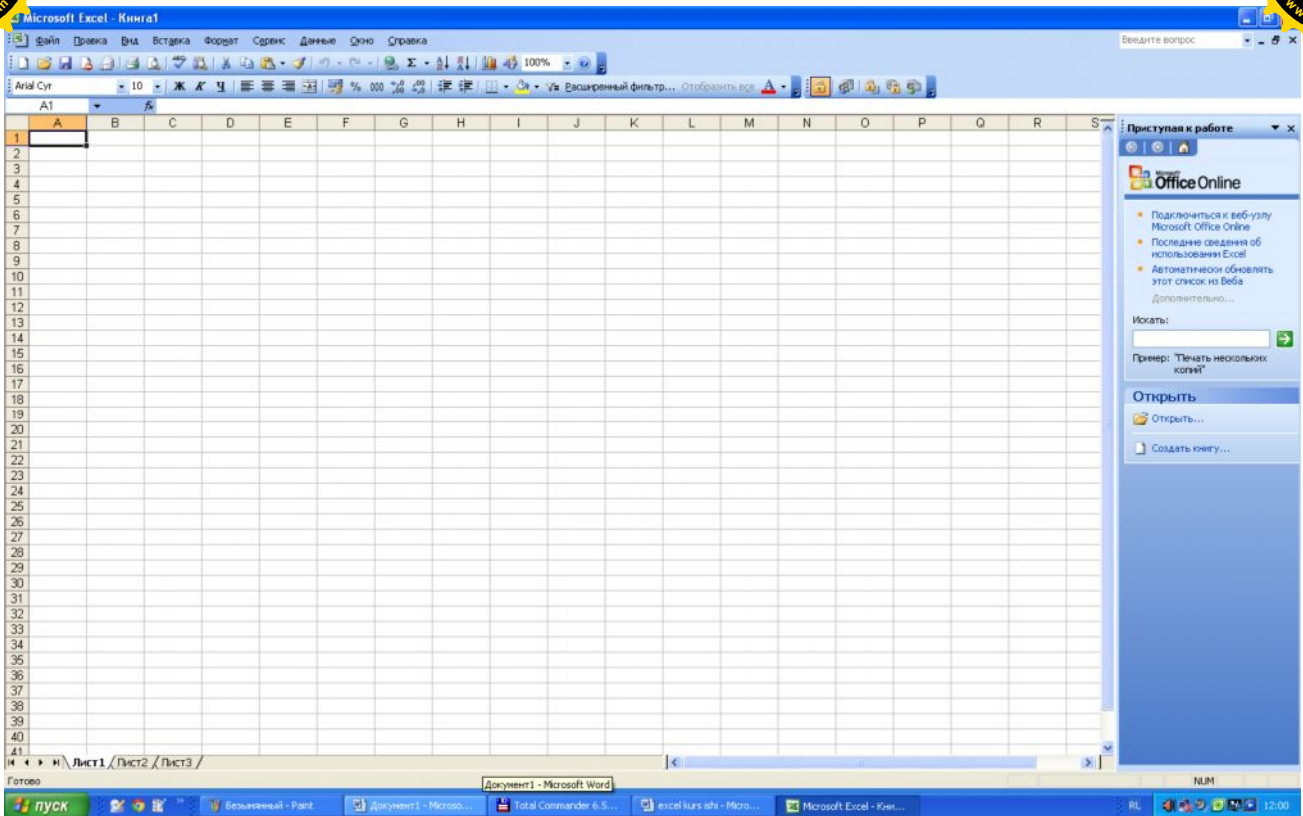 Microsoft Excel - Книга1
Файл Правка Вид Вставка Формат Сервис Данные Окно Справка
Введите вопрос
100%
Arial Cyr 10 Ж К Ч % 000 Расширенный фильтр... Отобразить все А
A1 fx
A B C D E F G H I J K L M N O P Q R S
1
2
3
4
5
6
7
8
9
10
11
12
13
14
15
16
17
18
19
20
21
22
23
24
25
26
27
28
29
30
31
32
33
34
35
36
37
38
39
40
41
Приступая к работе
Microsoft
Office Online
Подключиться к веб-узлу
Microsoft Office Online
Последние сведения об
использовании Excel
Автоматически обновлять
этот список из Веба
Дополнительно...
Искать:
Пример: "Печать нескольких
копий"
Открыть
Открыть...
Создать книгу...
Лист1 Лист2 Лист3
Готово
NUM
Документ1 - Microsoft Word
пуск
Безымянный - Paint
Документ1 - Microso...
Total Commander 6.5...
excel kurs ishi - Micro...
Microsoft Excel - Кни...
12:00